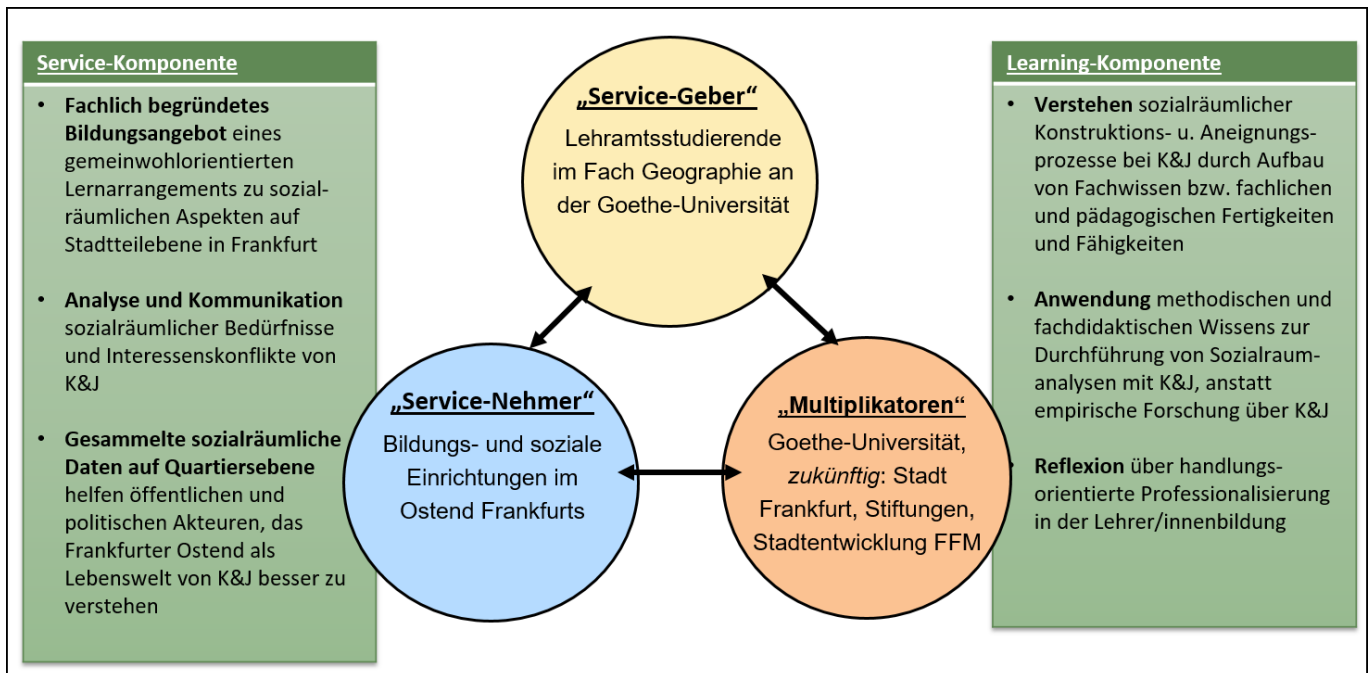 Service-Komponente
• Fachlich begründetes
Bildungsangebot eines
gemeinwohlorientierten
Lernarrangements zu sozial-
räumlichen Aspekten auf
Stadtteilebene in Frankfurt
• Analyse und Kommunikation
sozialräumlicher Bedürfnisse
und Interessenskonflikte von
K&J
• Gesammelte sozialräumliche
Daten auf Quartiersebene
helfen öffentlichen und
politischen Akteuren, das
Frankfurter Ostend als
Lebenswelt von K&J besser zu
verstehen
„Service-Geber“
Lehramtsstudierende
im Fach Geographie an
der Goethe-Universität
„Service-Nehmer“
Bildungs- und soziale
Einrichtungen im
Ostend Frankfurts
„Multiplikatoren“
Goethe-Universität,
zukünftig: Stadt
Frankfurt, Stiftungen,
Stadtentwicklung FFM
Learning-Komponente
• Verstehen sozialräumlicher
Konstruktions- u. Aneignungs-
prozesse bei K&J durch Aufbau
von Fachwissen bzw. fachlichen
und pädagogischen Fertigkeiten
und Fähigkeiten
• Anwendung methodischen und
fachdidaktischen Wissens zur
Durchführung von Sozialraum-
analysen mit K&J, anstatt
empirische Forschung über K&J
• Reflexion über handlungs-
orientierte Professionalisierung
in der Lehrer/innenbildung